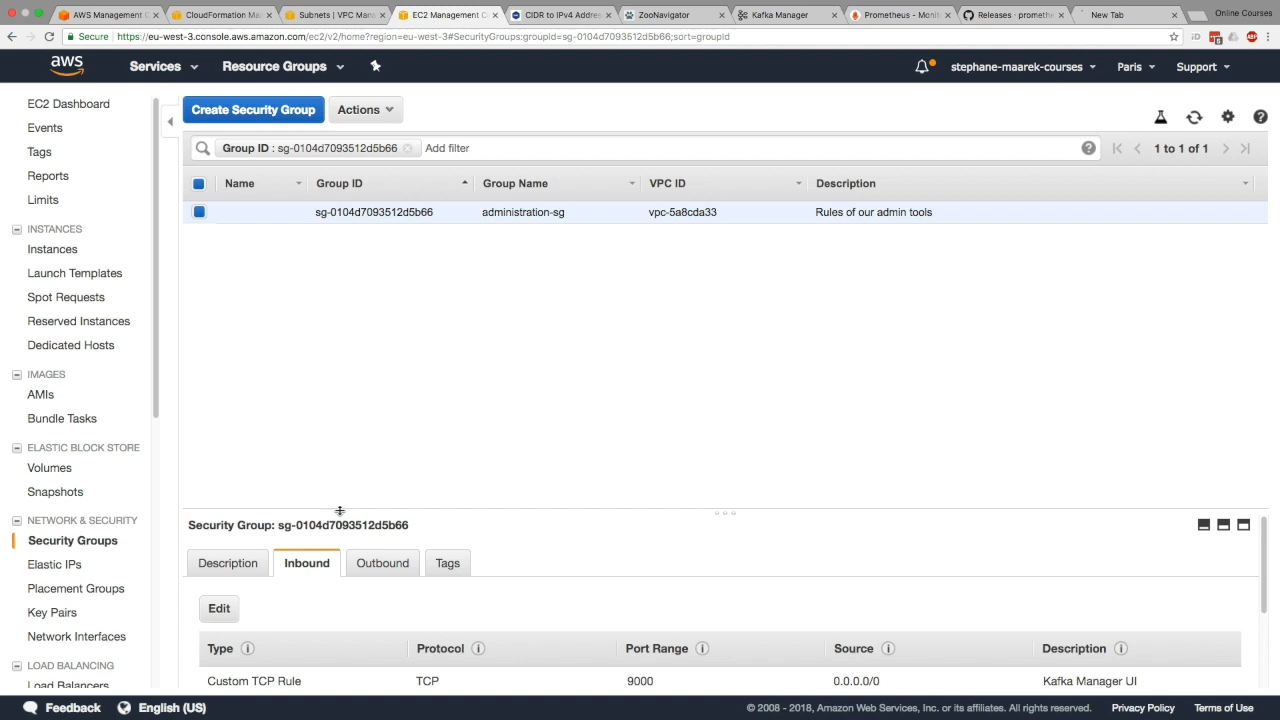 AWS Management C
CloudFormation Ma
Subnets | VPC Mana
EC2 Management C
CIDR to IPv4 Addre
ZooNavigator
Kafka Manager
Prometheus - Monit
Releases · prometh
New Tab
Online Courses
Secure https://eu-west-3.console.aws.amazon.com/ec2/v2/home?region=eu-west-3#SecurityGroups:groupId=sg-0104d7093512d5b66;sort=groupId
aws Services Resource Groups stephane-maarek-courses Paris Support
EC2 Dashboard
Events
Tags
Reports
Limits
INSTANCES
Instances
Launch Templates
Spot Requests
Reserved Instances
Dedicated Hosts
IMAGES
AMIs
Bundle Tasks
ELASTIC BLOCK STORE
Volumes
Snapshots
NETWORK & SECURITY
Security Groups
Elastic IPs
Placement Groups
Key Pairs
Network Interfaces
LOAD BALANCING
Load Balancers
Create Security Group Actions
Group ID : sg-0104d7093512d5b66 Add filter 1 to 1 of 1
Name Group ID Group Name VPC ID Description
sg-0104d7093512d5b66 administration-sg vpc-5a8cda33 Rules of our admin tools
Security Group: sg-0104d7093512d5b66
Description Inbound Outbound Tags
Edit
Type Protocol Port Range Source Description
Custom TCP Rule TCP 9000 0.0.0.0/0 Kafka Manager UI
Feedback English (US) © 2008 - 2018, Amazon Web Services, Inc. or its affiliates. All rights reserved. Privacy Policy Terms of Use